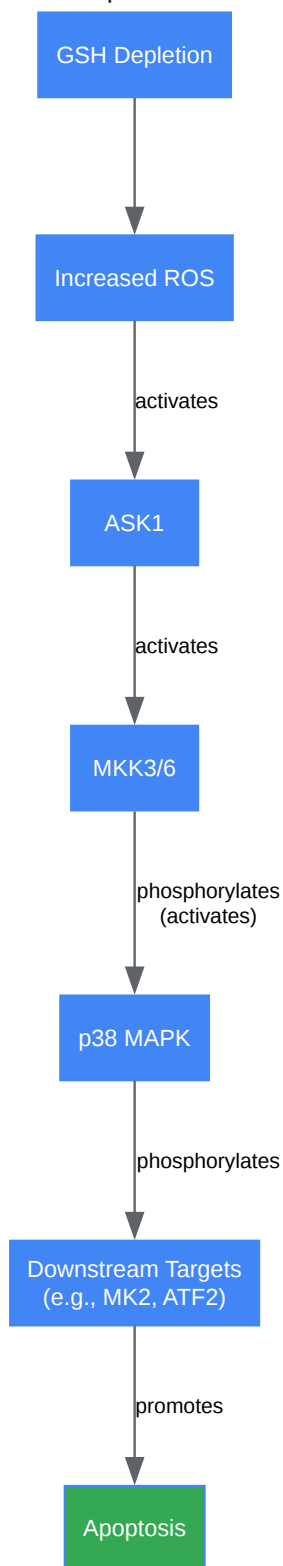 GSH Depletion
Increased ROS
activates
ASK1
activates
MKK3/6
phosphorylates
(activates)
p38 MAPK
phosphorylates
Downstream Targets
(e.g., MK2, ATF2)
promotes
Apoptosis